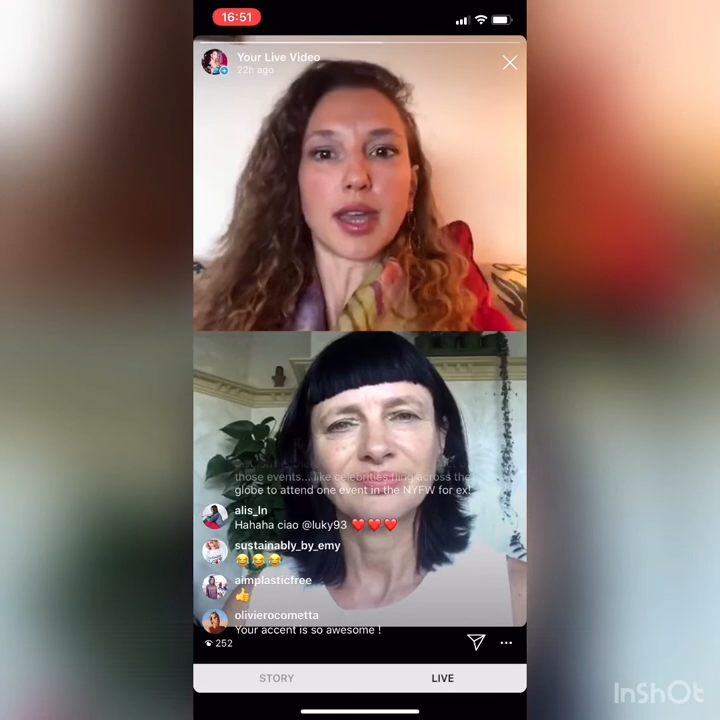 16:51
Your Live Video
22h ago
those events... like celebrities fling across the
globe to attend one event in the NYFW for ex!
alis_ln
Hahaha ciao @luky93 ❤️❤️❤️
sustainably_by_emy
😂😂😂
aimplasticfree
👍
olivierocometta
Your accent is so awesome !
252
STORY
LIVE
InShOt